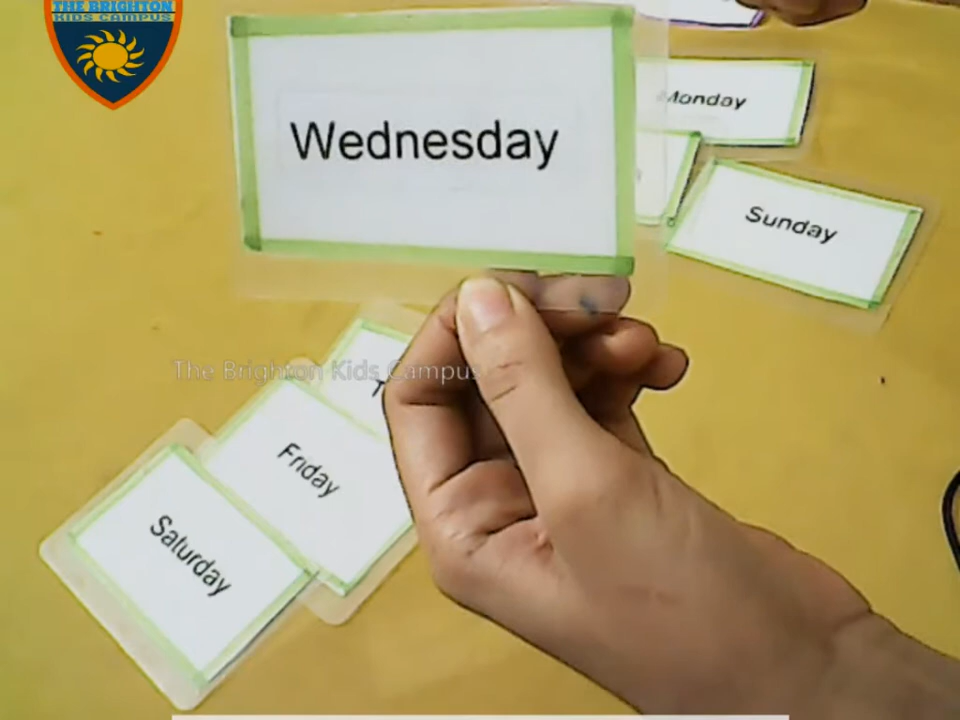 THE BRIGHTON
KIDS CAMPUS
Wednesday
Monday
Sunday
The Brighton Kids Campus
Friday
Saturday